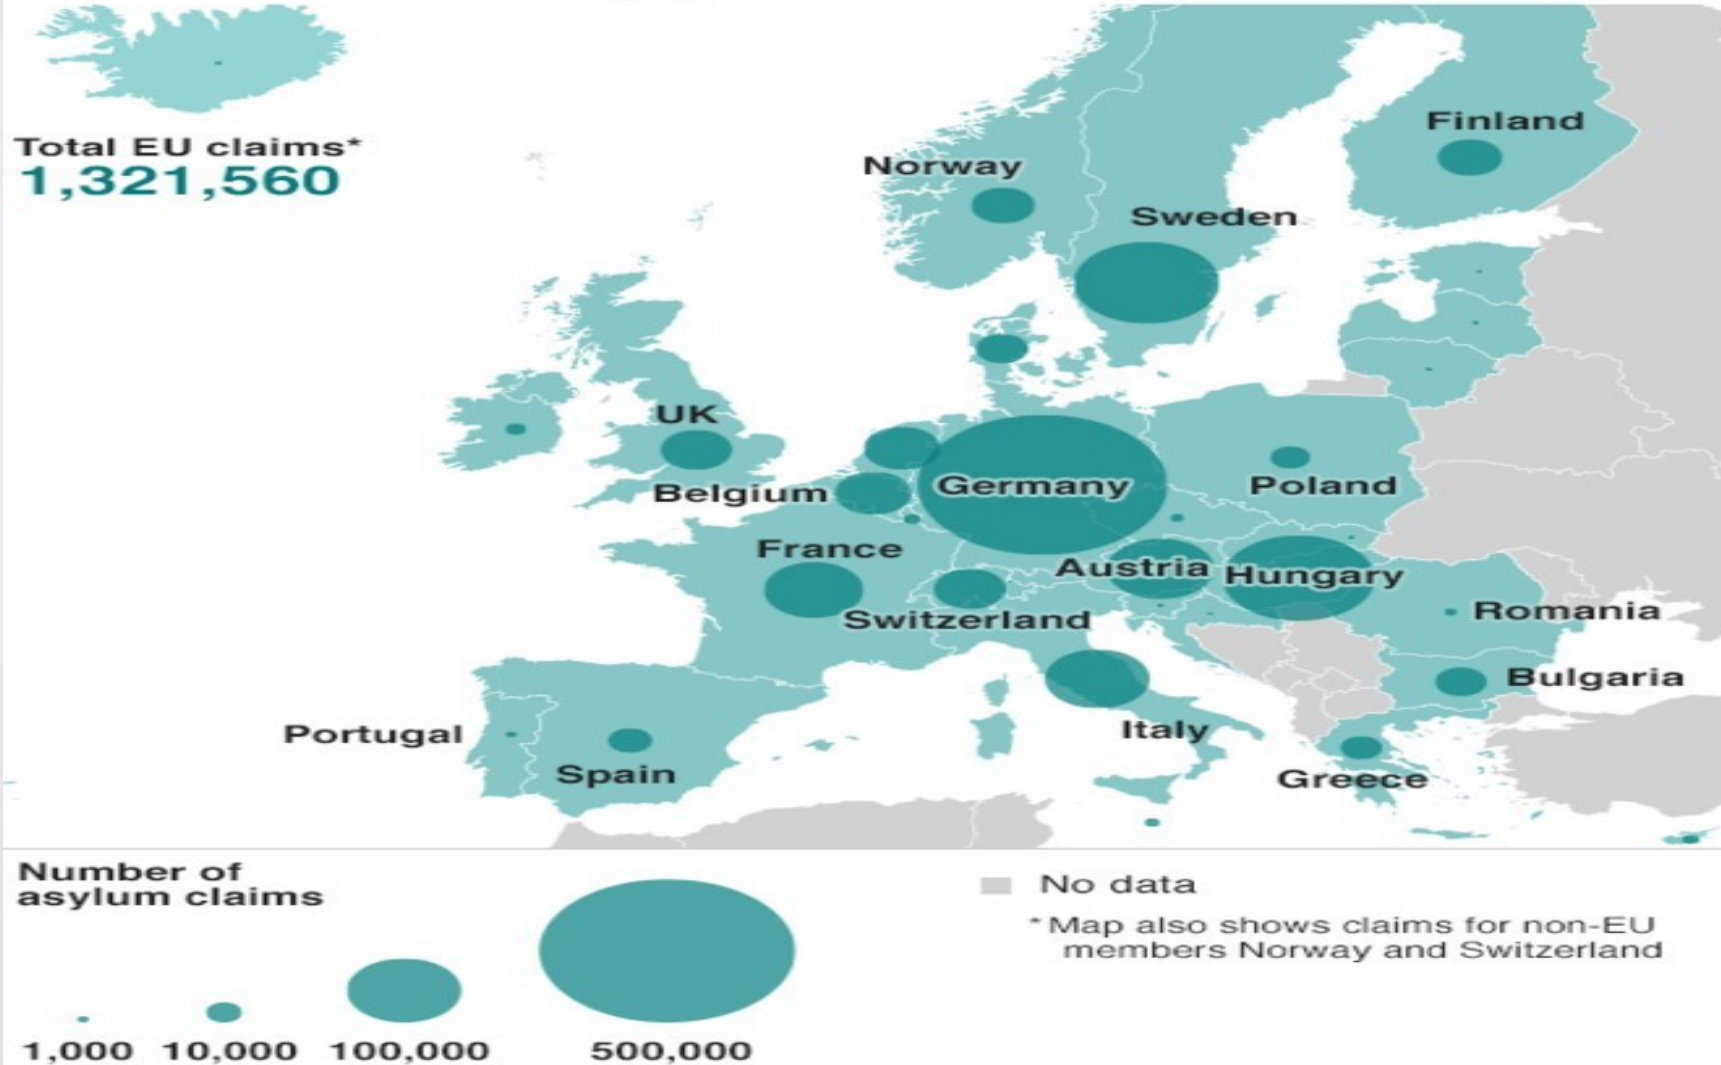 Total EU claims*
1,321,560
Finland
Norway
Sweden
UK
Belgium
Germany
Poland
France
Austria
Hungary
Switzerland
Romania
Bulgaria
Portugal
Italy
Spain
Greece
Number of
asylum claims
1,000
10,000
100,000
500,000
No data
* Map also shows claims for non-EU
members Norway and Switzerland